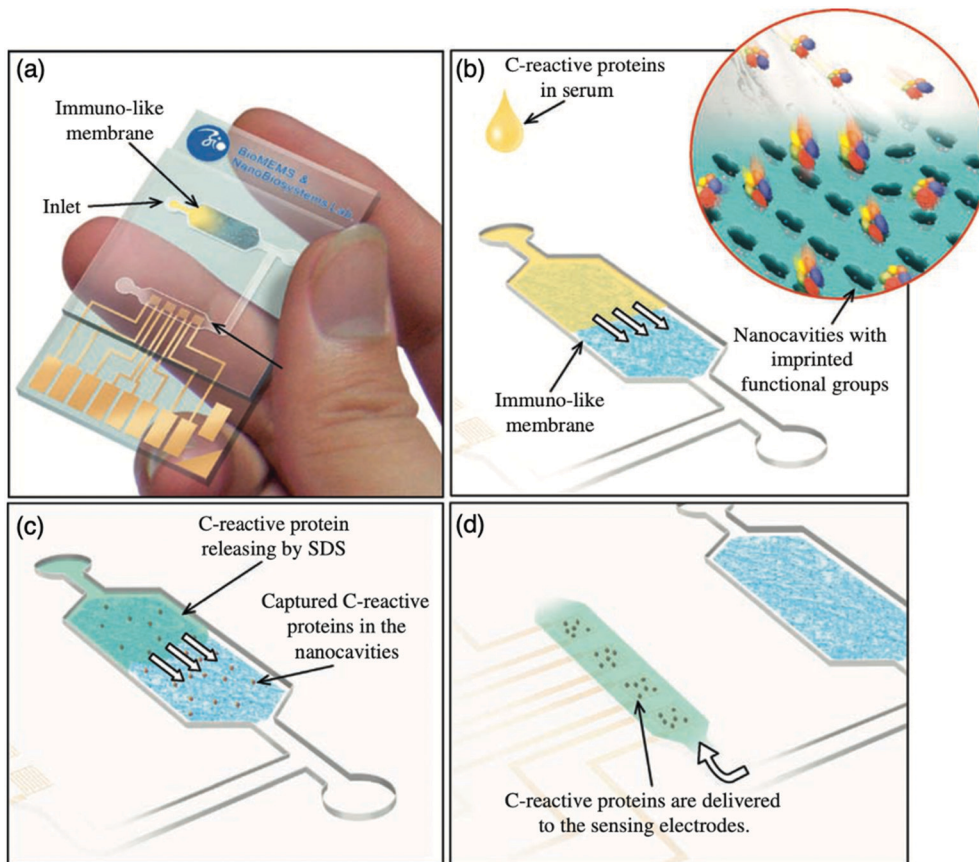 (a)
Immuno-like
membrane
Inlet
BioMEMS &
NanoBiosystems Lab.
(b)
C-reactive proteins
in serum
Nanocavities with
imprinted
functional groups
Immuno-like
membrane
(c)
C-reactive protein
releasing by SDS
Captured C-reactive
proteins in the
nanocavities
(d)
C-reactive proteins are delivered
to the sensing electrodes.